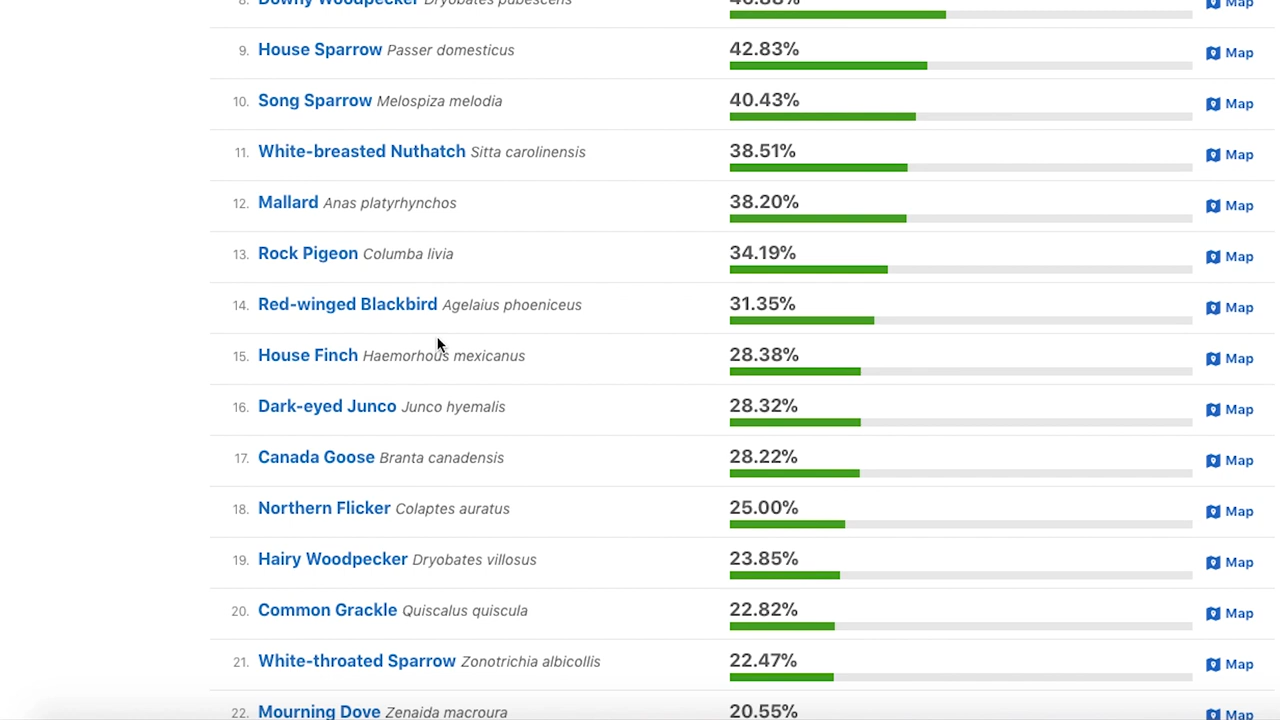 8. Downy Woodpecker Dryobates pubescens Map
9. House Sparrow Passer domesticus 42.83% Map
10. Song Sparrow Melospiza melodia 40.43% Map
11. White-breasted Nuthatch Sitta carolinensis 38.51% Map
12. Mallard Anas platyrhynchos 38.20% Map
13. Rock Pigeon Columba livia 34.19% Map
14. Red-winged Blackbird Agelaius phoeniceus 31.35% Map
15. House Finch Haemorhous mexicanus 28.38% Map
16. Dark-eyed Junco Junco hyemalis 28.32% Map
17. Canada Goose Branta canadensis 28.22% Map
18. Northern Flicker Colaptes auratus 25.00% Map
19. Hairy Woodpecker Dryobates villosus 23.85% Map
20. Common Grackle Quiscalus quiscula 22.82% Map
21. White-throated Sparrow Zonotrichia albicollis 22.47% Map
22. Mourning Dove Zenaida macroura 20.55% Map